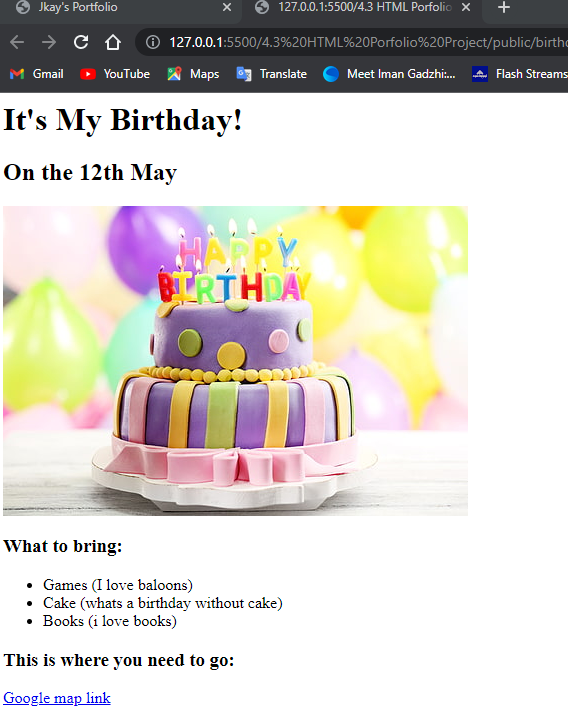 Jkay's Portfolio
127.0.0.1:5500/4.3 HTML Porfolio
127.0.0.1:5500/4.3%20HTML%20Porfolio%20Project/public/birth
Gmail YouTube Maps Translate Meet Iman Gadzhi:... Flash Streams
It's My Birthday!
On the 12th May
HAPPY
BIRTHDAY
What to bring:
Games (I love baloons)
Cake (whats a birthday without cake)
Books (i love books)
This is where you need to go:
Google map link